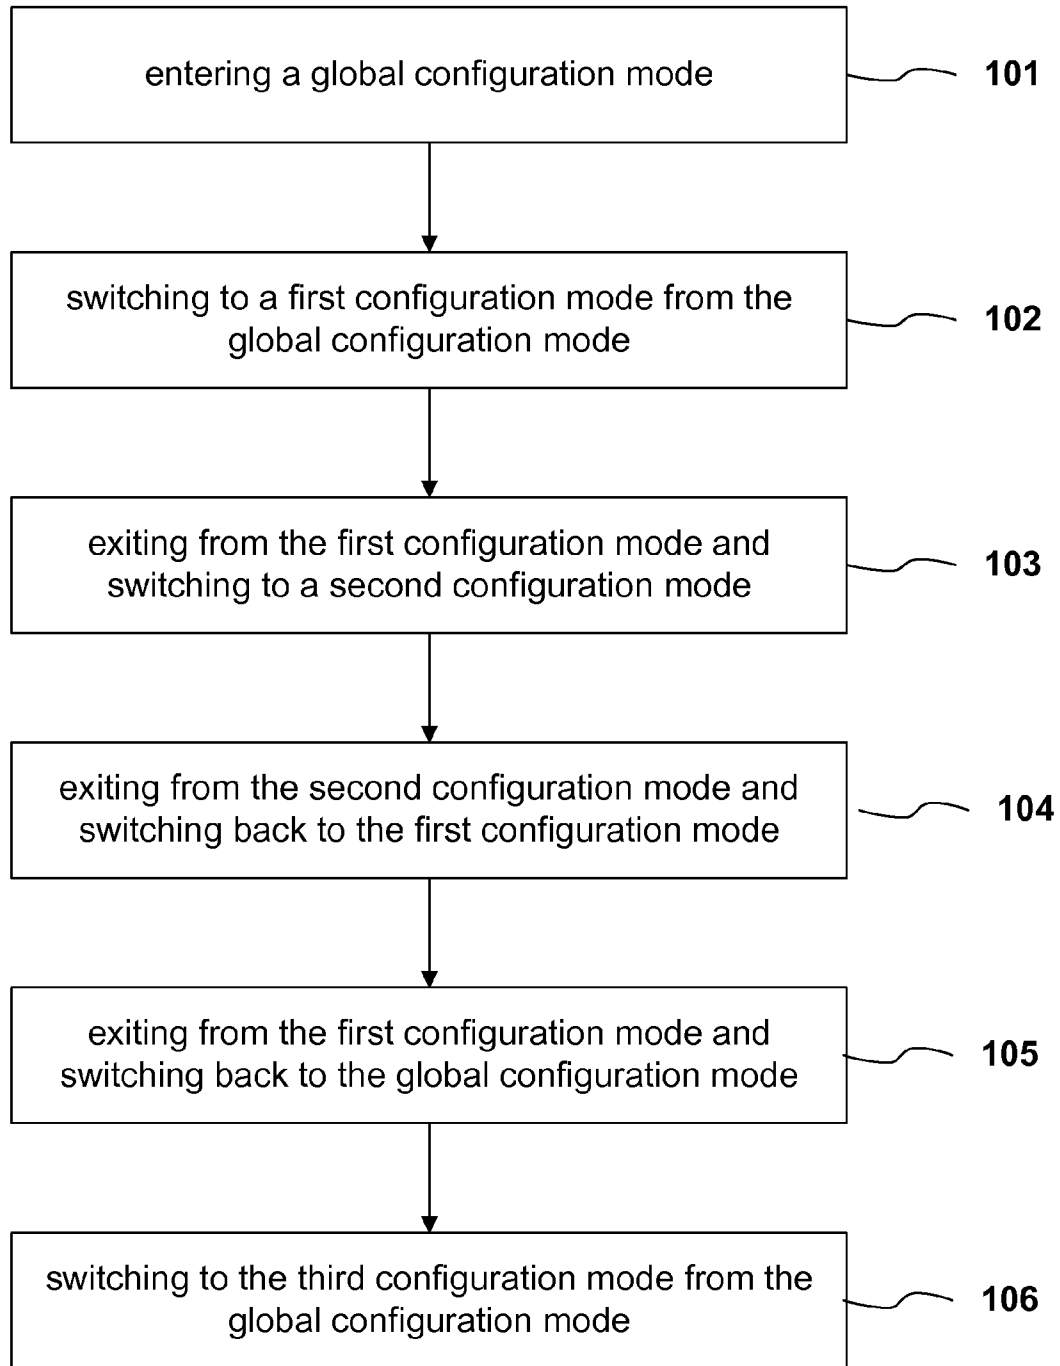 entering a global configuration mode
101
switching to a first configuration mode from the
global configuration mode
102
exiting from the first configuration mode and
switching to a second configuration mode
103
exiting from the second configuration mode and
switching back to the first configuration mode
104
exiting from the first configuration mode and
switching back to the global configuration mode
105
switching to the third configuration mode from the
global configuration mode
106